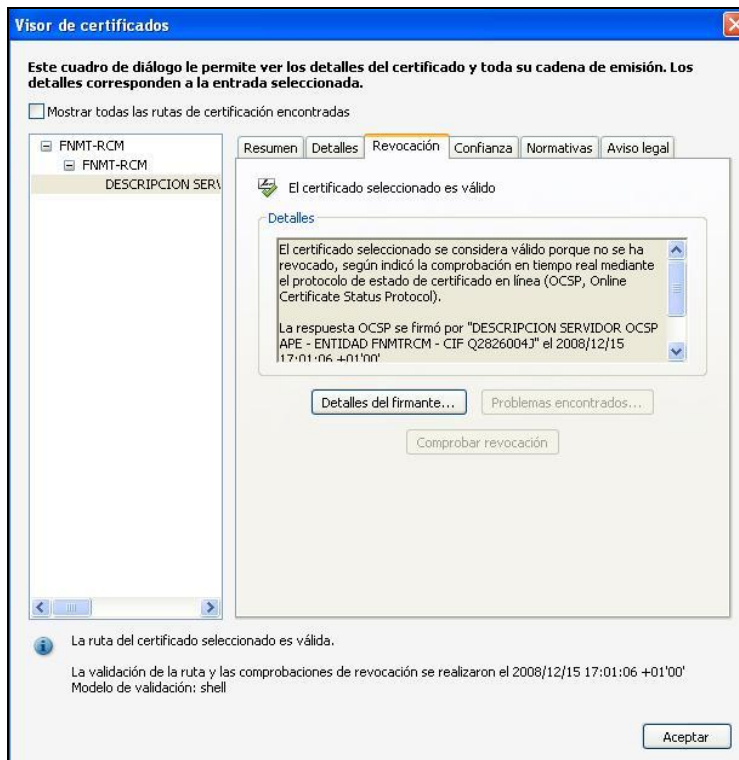 Visor de certificados
Este cuadro de diálogo le permite ver los detalles del certificado y toda su cadena de emisión. Los
detalles corresponden a la entrada seleccionada.
Mostrar todas las rutas de certificación encontradas
FNMT-RCM
FNMT-RCM
DESCRIPCION SERV
Resumen Detalles Revocación Confianza Normativas Aviso legal
El certificado seleccionado es válido
Detalles
El certificado seleccionado se considera válido porque no se ha
revocado, según indicó la comprobación en tiempo real mediante
el protocolo de estado de certificado en línea (OCSP, Online
Certificate Status Protocol).
La respuesta OCSP se firmó por "DESCRIPCION SERVIDOR OCSP
APE - ENTIDAD FNMTRCM - CIF Q2826004J" el 2008/12/15
17:01:06 +01'00'
Detalles del firmante... Problemas encontrados...
Comprobar revocación
La ruta del certificado seleccionado es válida.
La validación de la ruta y las comprobaciones de revocación se realizaron el 2008/12/15 17:01:06 +01'00'
Modelo de validación: shell
Aceptar